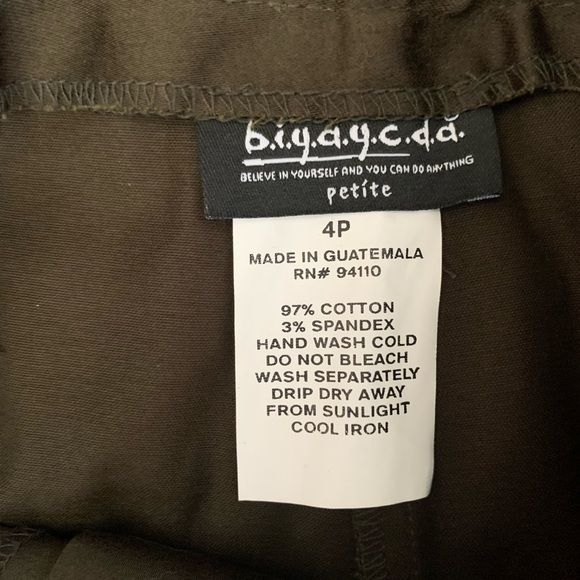 b.i.y.a.y.c.d.a.
BELIEVE IN YOURSELF AND YOU CAN DO ANYTHING
petite
4P
MADE IN GUATEMALA
RN# 94110
97% COTTON
3% SPANDEX
HAND WASH COLD
DO NOT BLEACH
WASH SEPARATELY
DRIP DRY AWAY
FROM SUNLIGHT
COOL IRON